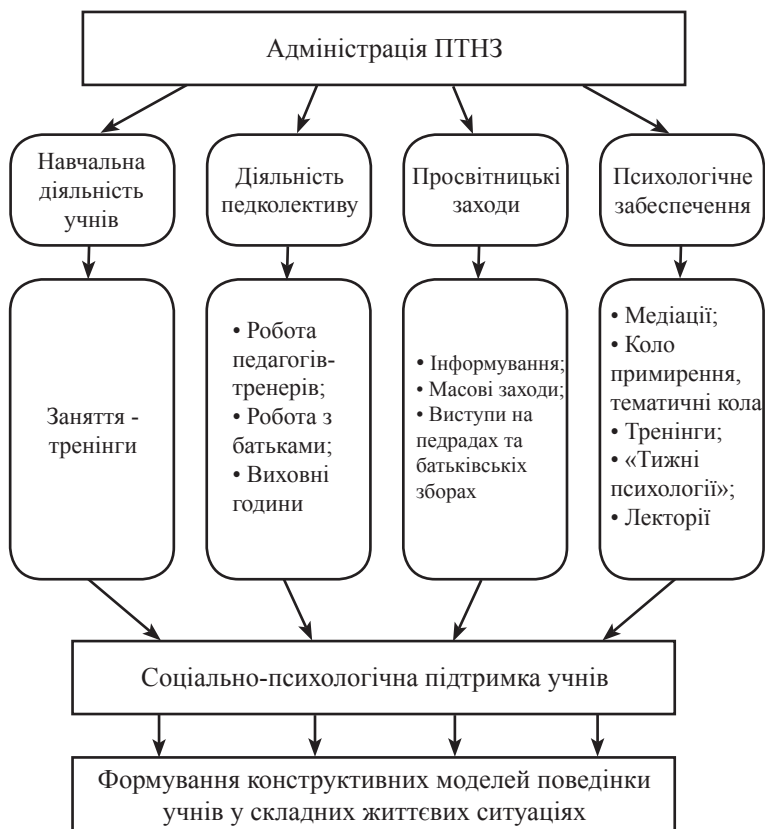 Адміністрація ПТНЗ
Навчальна
діяльність
учнів
Діяльність
педколективу
Просвітницькі
заходи
Психологічне
забеспечення
Заняття -
тренінги
• Робота
педагогів-
тренерів;
• Робота з
батьками;
• Виховні
години
• Інформування;
• Масові заходи;
• Виступи на
педрадах та
батьківськіх
зборах
• Медіації;
• Коло
примирення,
тематичні кола
• Тренінги;
• «Тижні
психології»;
• Лекторії
Соціально-психологічна підтримка учнів
Формування конструктивних моделей поведінки
учнів у складних життєвих ситуаціях